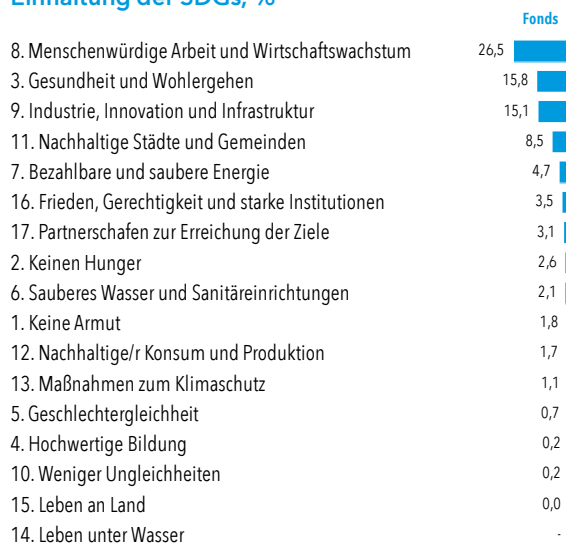 Einhaltung der SDGs, %
Fonds
8. Menschenwürdige Arbeit und Wirtschaftswachstum 26,5
3. Gesundheit und Wohlergehen 15,8
9. Industrie, Innovation und Infrastruktur 15,1
11. Nachhaltige Städte und Gemeinden 8,5
7. Bezahlbare und saubere Energie 4,7
16. Frieden, Gerechtigkeit und starke Institutionen 3,5
17. Partnerschafen zur Erreichung der Ziele 3,1
2. Keinen Hunger 2,6
6. Sauberes Wasser und Sanitäreinrichtungen 2,1
1. Keine Armut 1,8
12. Nachhaltige/r Konsum und Produktion 1,7
13. Maßnahmen zum Klimaschutz 1,1
5. Geschlechtergleichheit 0,7
4. Hochwertige Bildung 0,2
10. Weniger Ungleichheiten 0,2
15. Leben an Land 0,0
14. Leben unter Wasser -